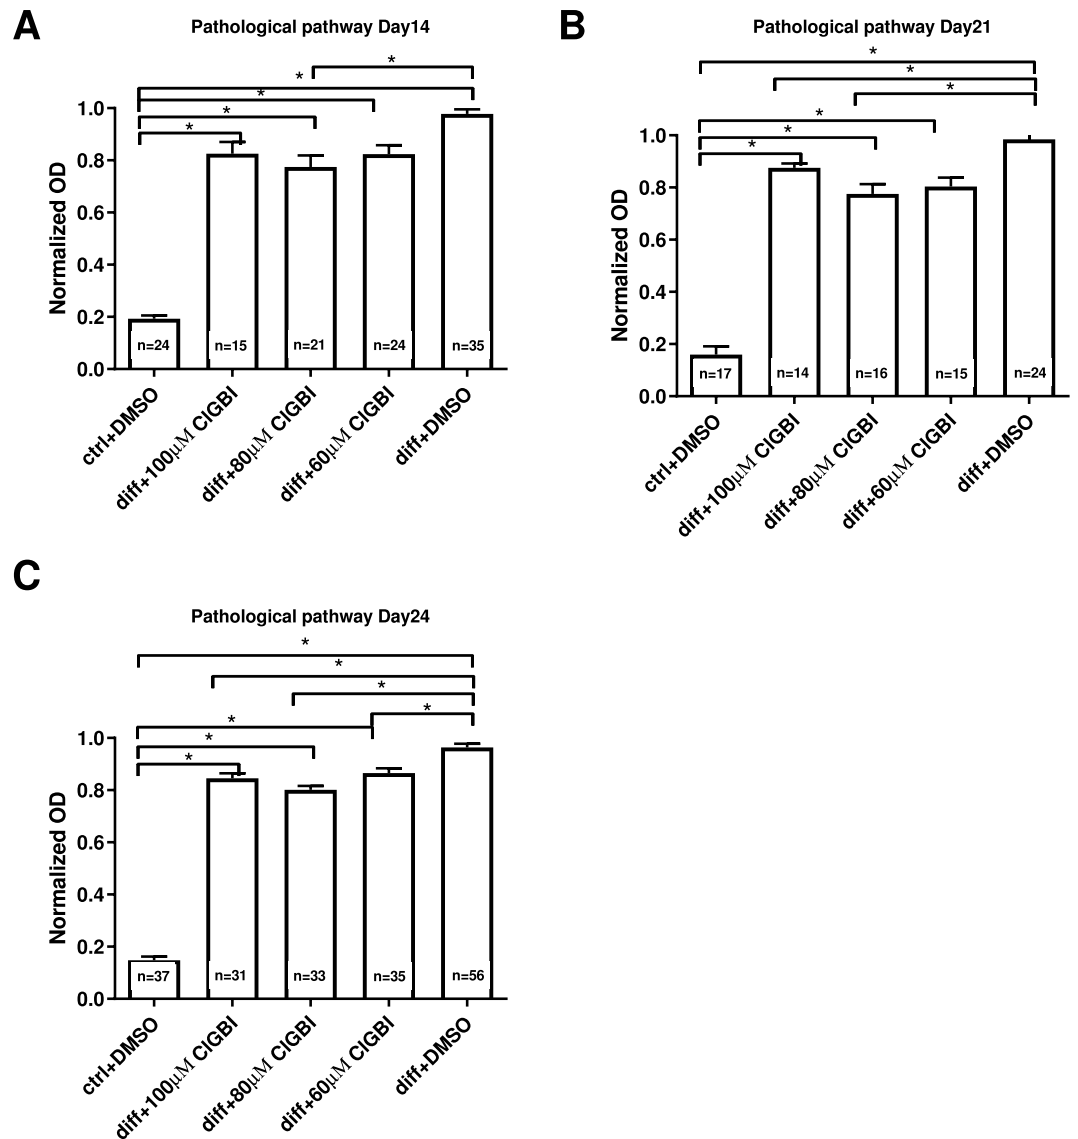 A
Pathological pathway Day14
*
*
*
*
*
Normalized OD
1.0
0.8
0.6
0.4
0.2
0.0
n=24
n=15
n=21
n=24
n=35
ctrl+DMSO
diff+100μM ClGBI
diff+80μM ClGBI
diff+60μM ClGBI
diff+DMSO
B
Pathological pathway Day21
*
*
*
*
*
*
Normalized OD
1.0
0.8
0.6
0.4
0.2
0.0
n=17
n=14
n=16
n=15
n=24
ctrl+DMSO
diff+100μM ClGBI
diff+80μM ClGBI
diff+60μM ClGBI
diff+DMSO
C
Pathological pathway Day24
*
*
*
*
*
*
*
Normalized OD
1.0
0.8
0.6
0.4
0.2
0.0
n=37
n=31
n=33
n=35
n=56
ctrl+DMSO
diff+100μM ClGBI
diff+80μM ClGBI
diff+60μM ClGBI
diff+DMSO